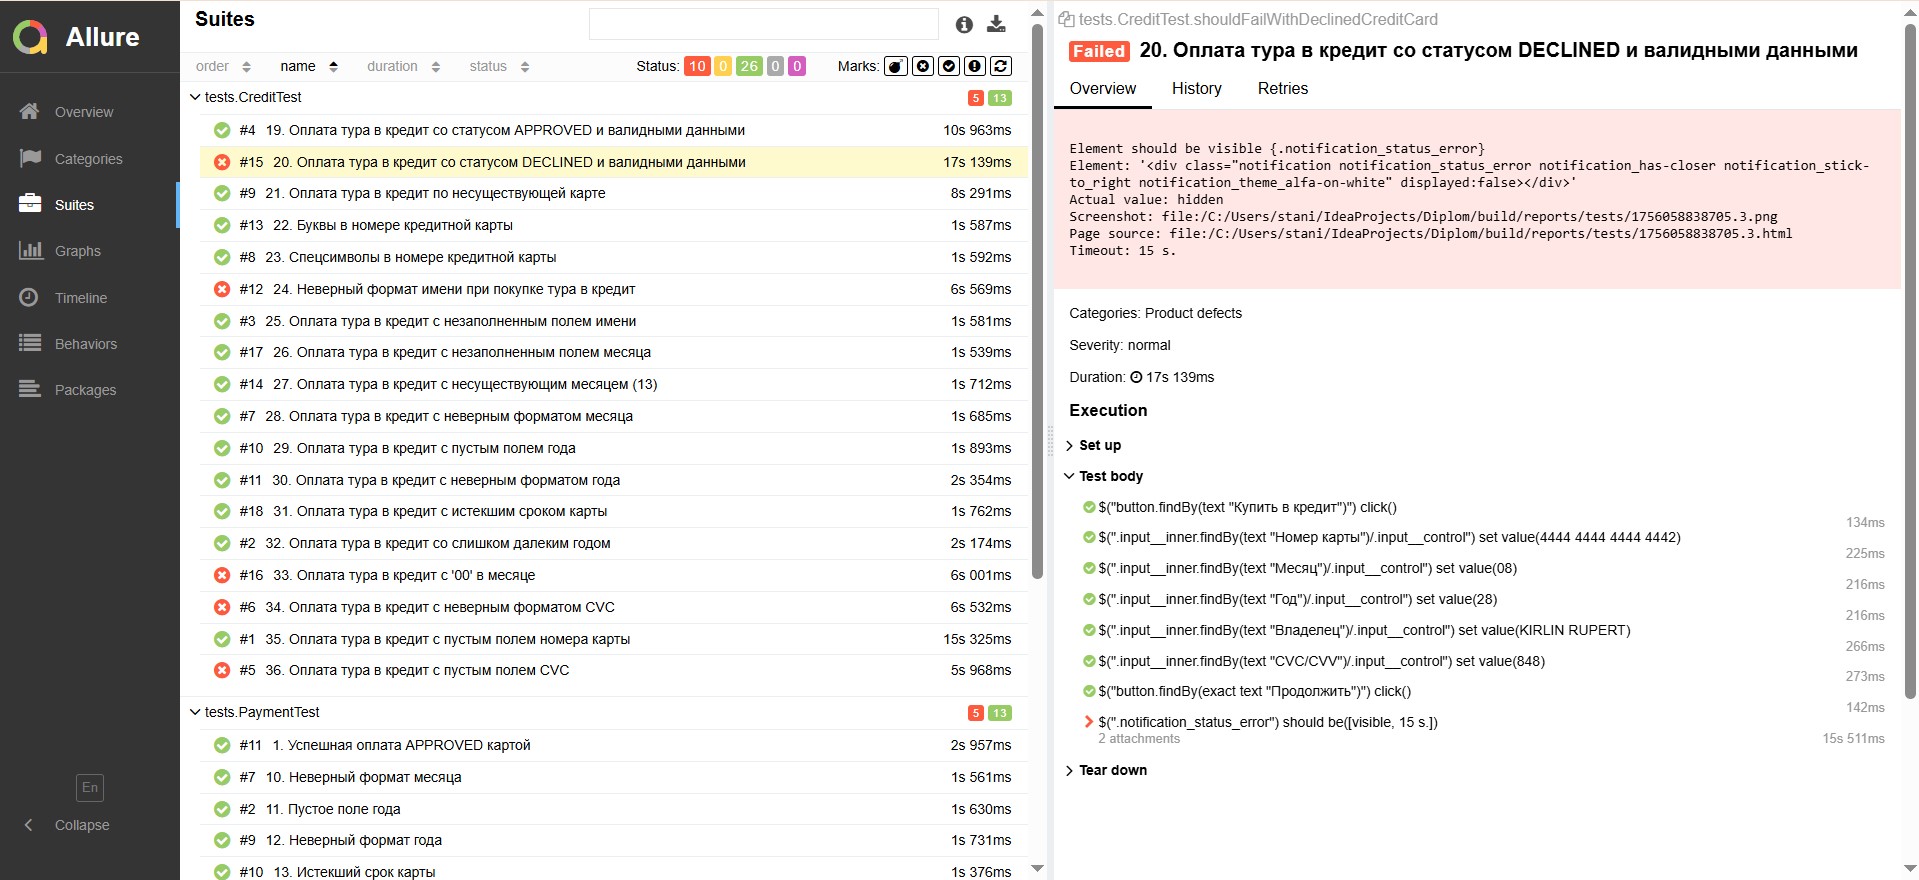 Allure
Overview
Categories
Suites
Graphs
Timeline
Behaviors
Packages
En
Collapse
Suites
order name duration status Status: 10 0 26 0 0 Marks:
tests.CreditTest 5 13
#4 19. Оплата тура в кредит со статусом APPROVED и валидными данными 10s 963ms
#15 20. Оплата тура в кредит со статусом DECLINED и валидными данными 17s 139ms
#9 21. Оплата тура в кредит по несуществующей карте 8s 291ms
#13 22. Буквы в номере кредитной карты 1s 587ms
#8 23. Спецсимволы в номере кредитной карты 1s 592ms
#12 24. Неверный формат имени при покупке тура в кредит 6s 569ms
#3 25. Оплата тура в кредит с незаполненным полем имени 1s 581ms
#17 26. Оплата тура в кредит с незаполненным полем месяца 1s 539ms
#14 27. Оплата тура в кредит с несуществующим месяцем (13) 1s 712ms
#7 28. Оплата тура в кредит с неверным форматом месяца 1s 685ms
#10 29. Оплата тура в кредит с пустым полем года 1s 893ms
#11 30. Оплата тура в кредит с неверным форматом года 2s 354ms
#18 31. Оплата тура в кредит с истекшим сроком карты 1s 762ms
#2 32. Оплата тура в кредит со слишком далеким годом 2s 174ms
#16 33. Оплата тура в кредит с '00' в месяце 6s 001ms
#6 34. Оплата тура в кредит с неверным форматом CVC 6s 532ms
#1 35. Оплата тура в кредит с пустым полем номера карты 15s 325ms
#5 36. Оплата тура в кредит с пустым полем CVC 5s 968ms
tests.PaymentTest 5 13
#11 1. Успешная оплата APPROVED картой 2s 957ms
#7 10. Неверный формат месяца 1s 561ms
#2 11. Пустое поле года 1s 630ms
#9 12. Неверный формат года 1s 731ms
#10 13. Истекший срок карты 1s 376ms
tests.CreditTest.shouldFailWithDeclinedCreditCard
Failed 20. Оплата тура в кредит со статусом DECLINED и валидными данными
Overview History Retries
Element should be visible {.notification_status_error}
Element: '<div class="notification notification_status_error notification_has-closer notification_stick-
to_right notification_theme_alfa-on-white" displayed:false></div>'
Actual value: hidden
Screenshot: file:/C:/Users/stani/IdeaProjects/Diplom/build/reports/tests/1756058838705.3.png
Page source: file:/C:/Users/stani/IdeaProjects/Diplom/build/reports/tests/1756058838705.3.html
Timeout: 15 s.
Categories: Product defects
Severity: normal
Duration: 17s 139ms
Execution
Set up
Test body
$("button.findBy(text "Купить в кредит")") click()
134ms
$(".input__inner.findBy(text "Номер карты")/.input__control") set value(4444 4444 4444 4442)
225ms
$(".input__inner.findBy(text "Месяц")/.input__control") set value(08)
216ms
$(".input__inner.findBy(text "Год")/.input__control") set value(28)
216ms
$(".input__inner.findBy(text "Владелец")/.input__control") set value(KIRLIN RUPERT)
266ms
$(".input__inner.findBy(text "CVC/CVV")/.input__control") set value(848)
273ms
$("button.findBy(exact text "Продолжить")") click()
142ms
$(".notification_status_error") should be([visible, 15 s.])
2 attachments 15s 511ms
Tear down